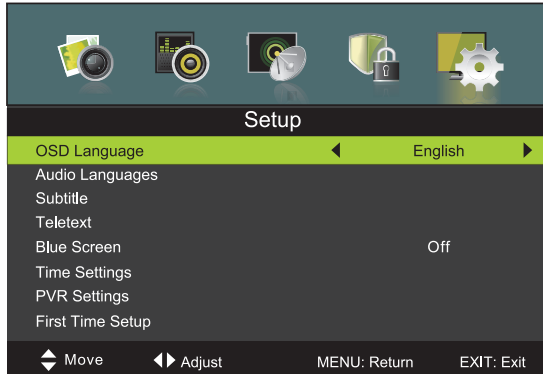 Setup
OSD Language English
Audio Languages
Subtitle
Teletext
Blue Screen Off
Time Settings
PVR Settings
First Time Setup
Move Adjust MENU: Return EXIT: Exit